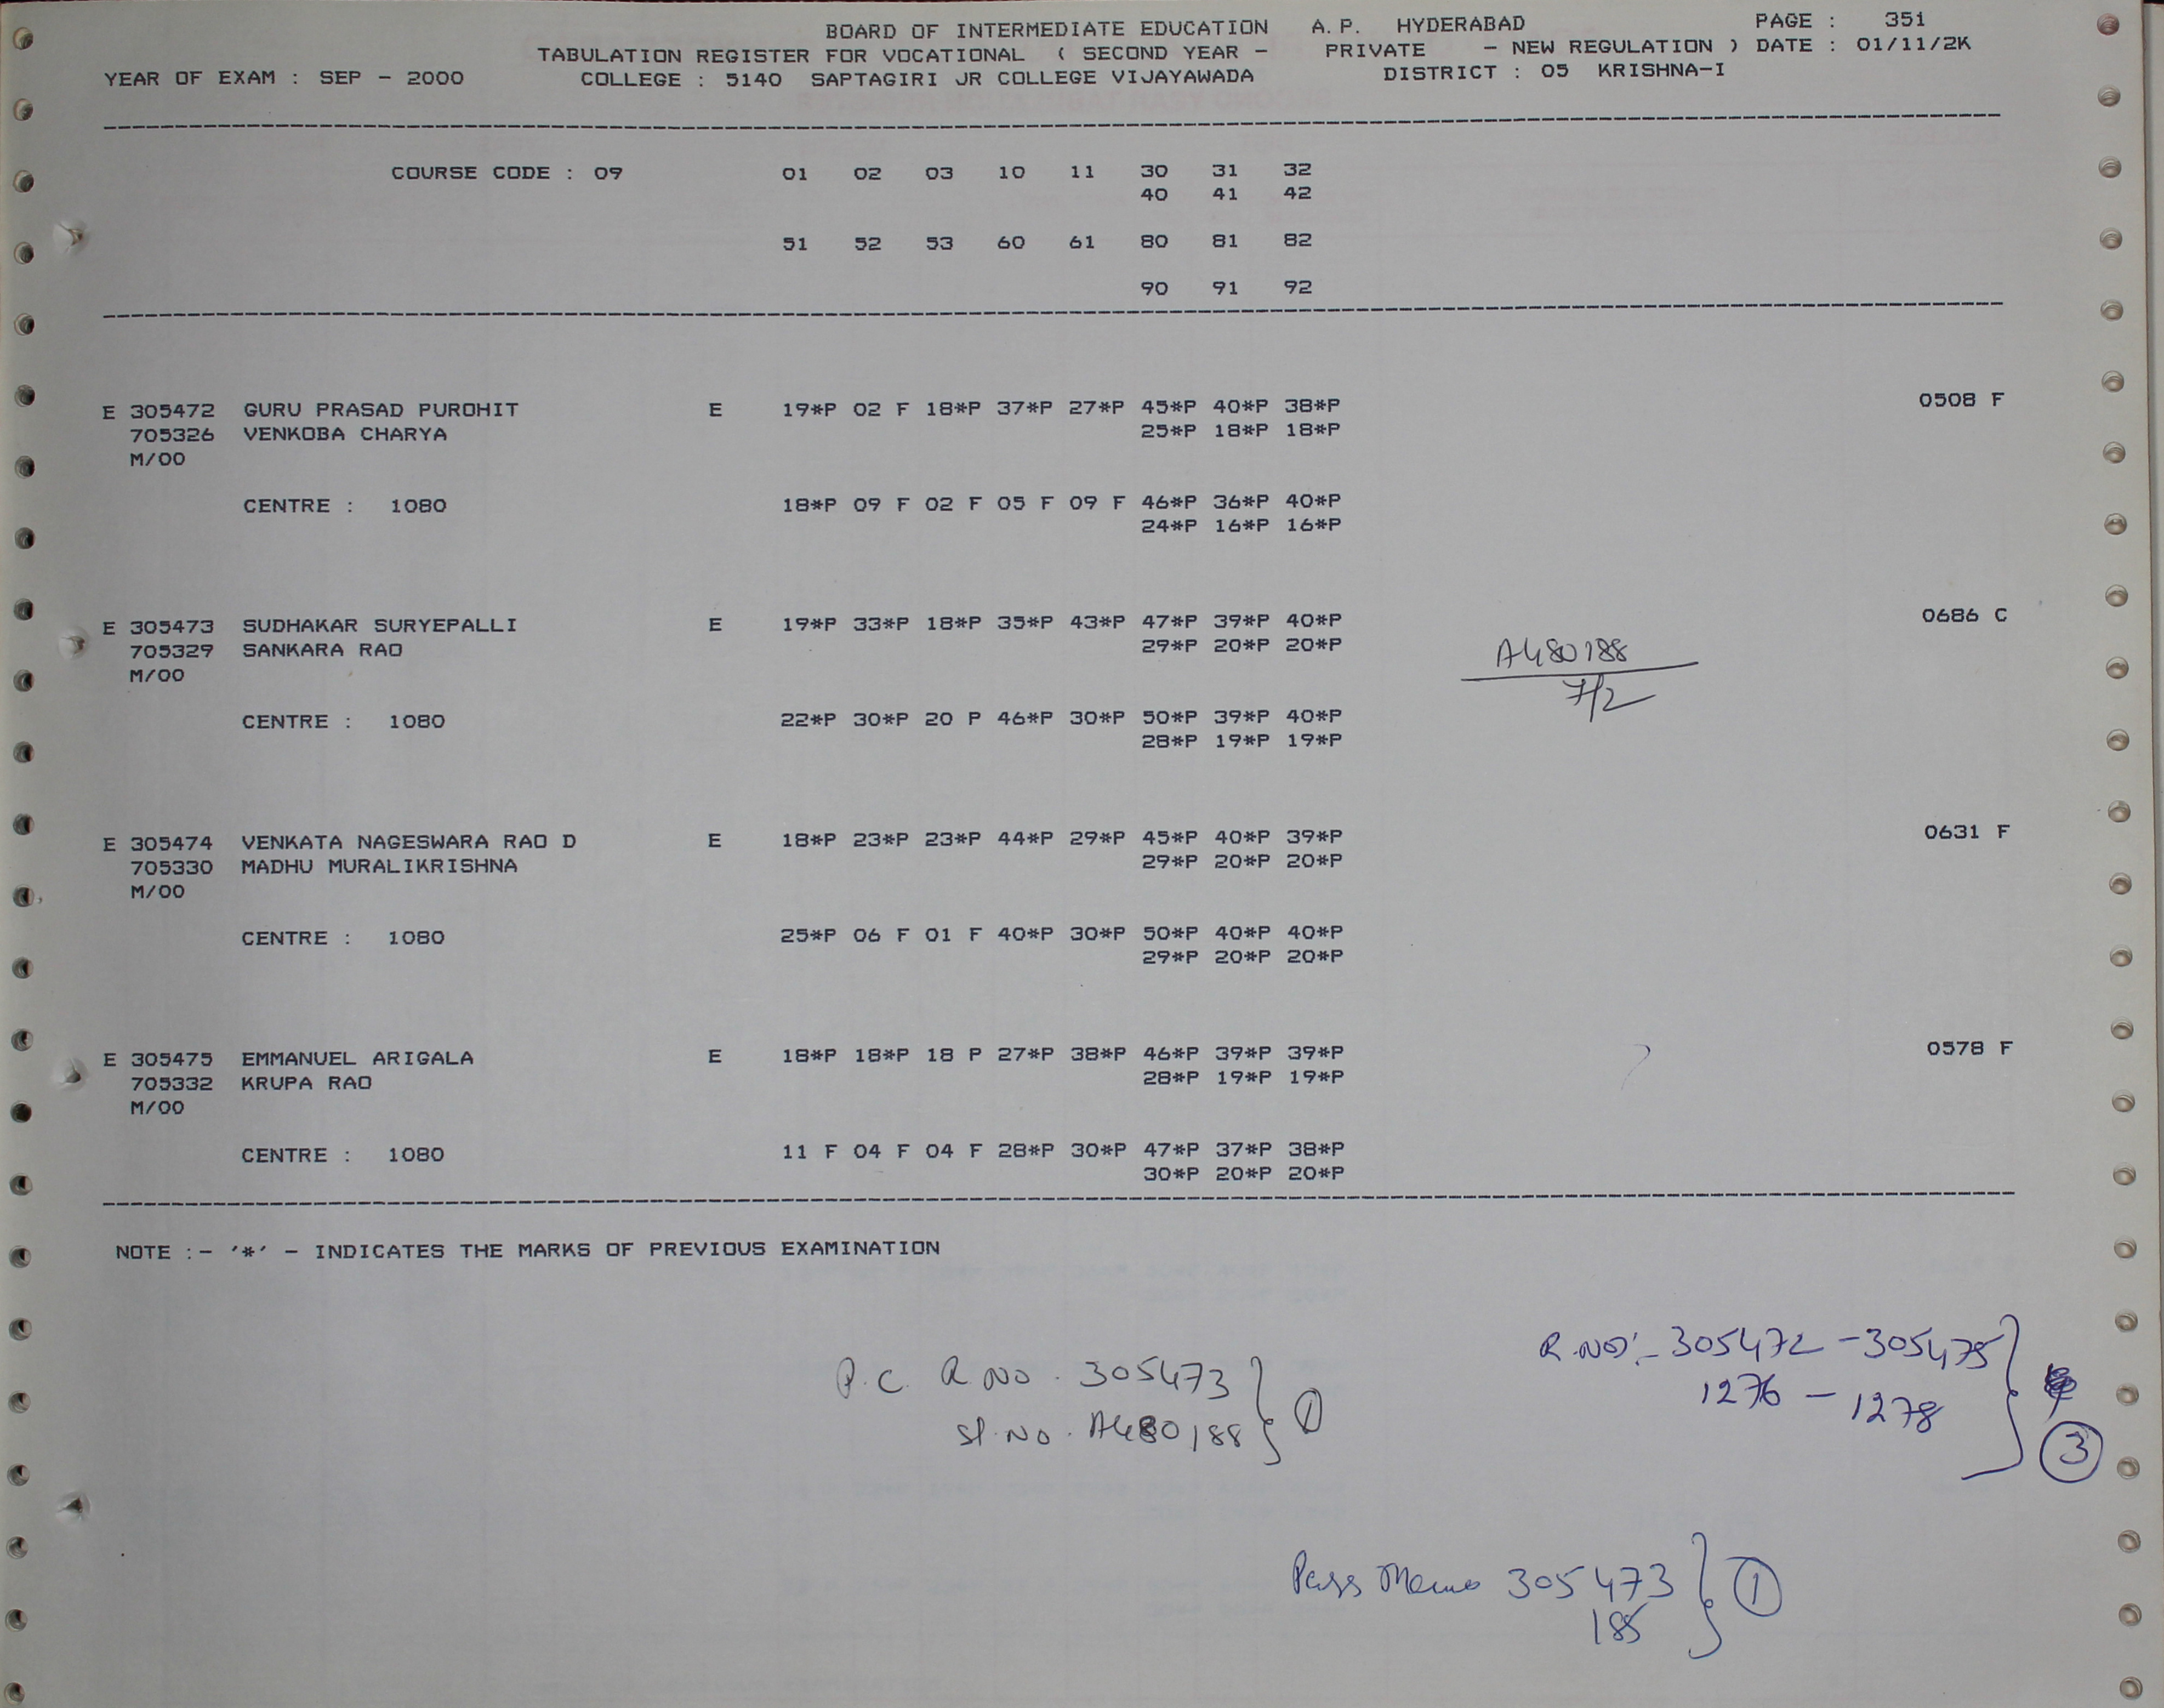 BOARD OF INTERMEDIATE EDUCATION A.P. HYDERABAD PAGE : 351
TABULATION REGISTER FOR VOCATIONAL ( SECOND YEAR - PRIVATE - NEW REGULATION ) DATE : 01/11/2K
YEAR OF EXAM : SEP - 2000 COLLEGE : 5140 SAPTAGIRI JR COLLEGE VIJAYAWADA DISTRICT : 05 KRISHNA-I
COURSE CODE : 09 01 02 03 10 11 30 31 32
40 41 42
51 52 53 60 61 80 81 82
90 91 92
E 305472 GURU PRASAD PUROHIT E 19*P 02 F 18*P 37*P 27*P 45*P 40*P 38*P 0508 F
705326 VENKOBA CHARYA 25*P 18*P 18*P
M/00
CENTRE : 1080 18*P 09 F 02 F 05 F 09 F 46*P 36*P 40*P
24*P 16*P 16*P
E 305473 SUDHAKAR SURYEPALLI E 19*P 33*P 18*P 35*P 43*P 47*P 39*P 40*P 0686 C
705329 SANKARA RAO 29*P 20*P 20*P A480188
M/00 7/2
CENTRE : 1080 22*P 30*P 20 P 46*P 30*P 50*P 39*P 40*P
28*P 19*P 19*P
E 305474 VENKATA NAGESWARA RAO D E 18*P 23*P 23*P 44*P 29*P 45*P 40*P 39*P 0631 F
705330 MADHU MURALIKRISHNA 29*P 20*P 20*P
M/00
CENTRE : 1080 25*P 06 F 01 F 40*P 30*P 50*P 40*P 40*P
29*P 20*P 20*P
E 305475 EMMANUEL ARIGALA E 18*P 18*P 18 P 27*P 38*P 46*P 39*P 39*P 0578 F
705332 KRUPA RAO 28*P 19*P 19*P
M/00
CENTRE : 1080 11 F 04 F 04 F 28*P 30*P 47*P 37*P 38*P
30*P 20*P 20*P
NOTE :- '*' - INDICATES THE MARKS OF PREVIOUS EXAMINATION
R.NO:- 305472 - 305475
1276 - 1278
3
P.C. R.NO. 305473
Sl.No. A480188
1
Pass Memo 305473
185
1